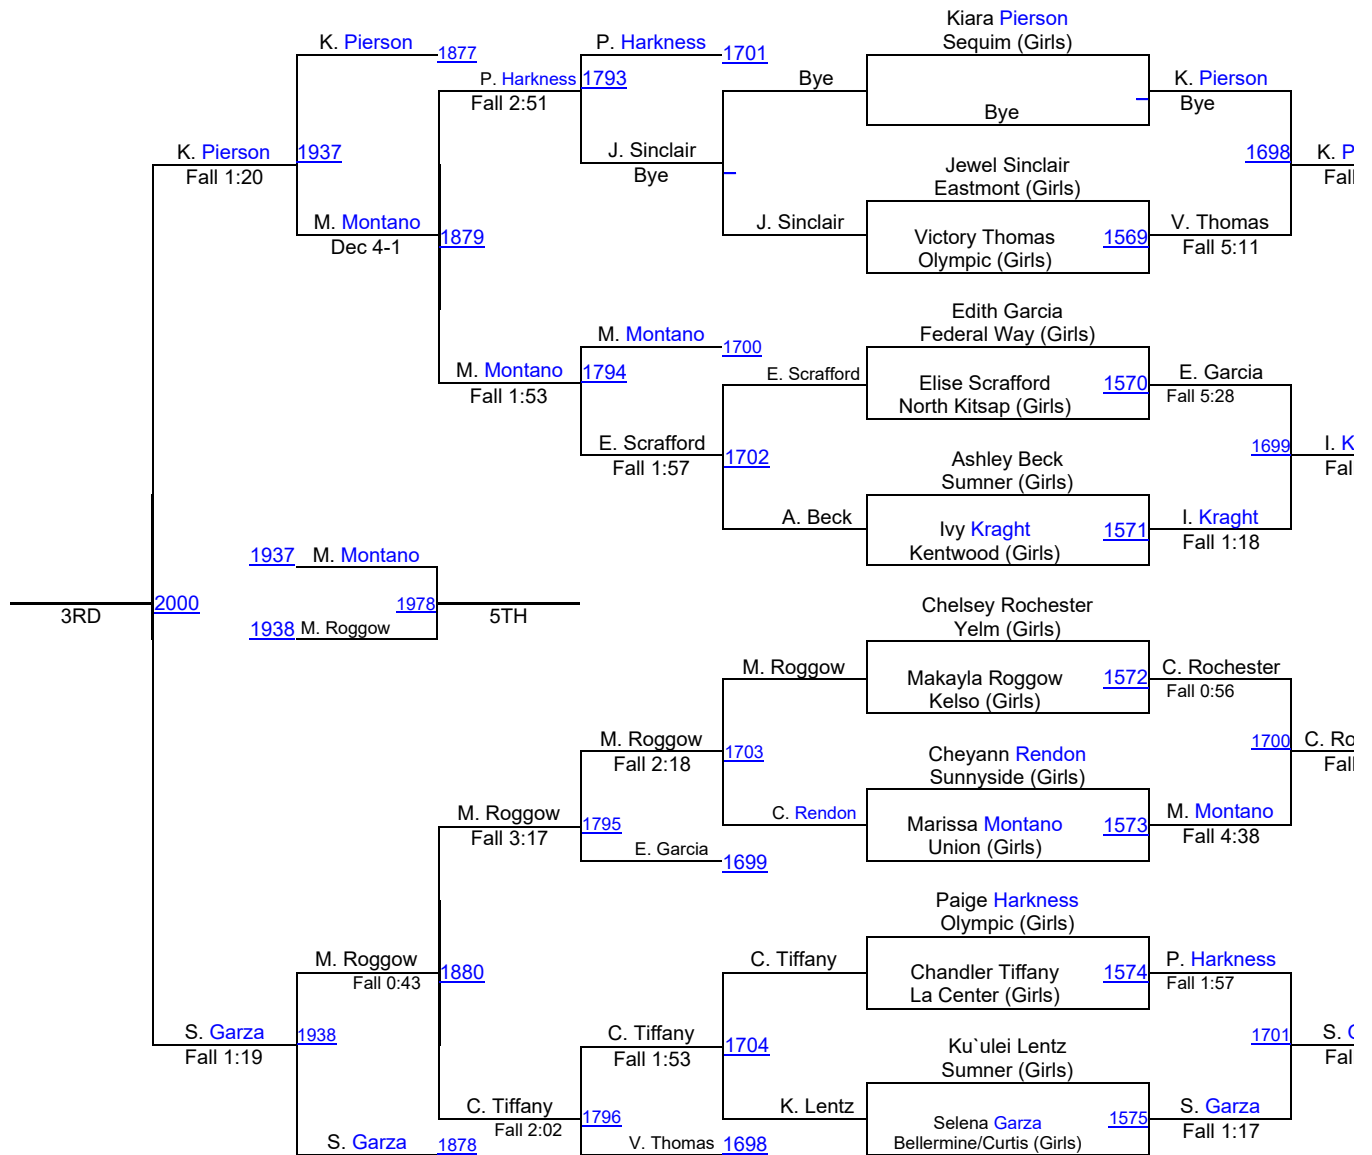 Kiara Pierson
K. Pierson
P. Harkness
Sequim (Girls)
1877
1701
P. Harkness
1793
Bye
K. Pierson
Fall 2:51
Bye
Bye
K. Pierson
1937
J. Sinclair
Jewel Sinclair
1698
K. P
Fall 1:20
Bye
Eastmont (Girls)
Fall
M. Montano
J. Sinclair
V. Thomas
Dec 4-1
1879
Victory Thomas
1569
Fall 5:11
Olympic (Girls)
Edith Garcia
M. Montano
Federal Way (Girls)
1700
M. Montano
1794
E. Scrafford
Elise Scrafford
1570
E. Garcia
Fall 1:53
North Kitsap (Girls)
Fall 5:28
E. Scrafford
1699
I. K
Fall 1:57
1702
Ashley Beck
Fal
Sumner (Girls)
A. Beck
Ivy Kraght
1571
I. Kraght
Kentwood (Girls)
Fall 1:18
1937
M. Montano
3RD
2000
1978
5TH
Chelsey Rochester
1938
M. Roggow
Yelm (Girls)
M. Roggow
Makayla Roggow
1572
C. Rochester
Kelso (Girls)
Fall 0:56
M. Roggow
1700
C. Ro
Fall 2:18
1703
Cheyann Rendon
Fall
Sunnyside (Girls)
M. Roggow
C. Rendon
Marissa Montano
1573
M. Montano
Fall 3:17
1795
Union (Girls)
Fall 4:38
E. Garcia
1699
Paige Harkness
Olympic (Girls)
M. Roggow
C. Tiffany
P. Harkness
Fall 0:43
1880
Chandler Tiffany
1574
Fall 1:57
La Center (Girls)
S. Garza
1938
C. Tiffany
1704
Ku`ulei Lentz
1701
S. G
Fall 1:19
Fall 1:53
Sumner (Girls)
Fal
C. Tiffany
K. Lentz
S. Garza
Fall 2:02
1796
Selena Garza
1575
Fall 1:17
S. Garza
1878
V. Thomas
1698
Bellermine/Curtis (Girls)